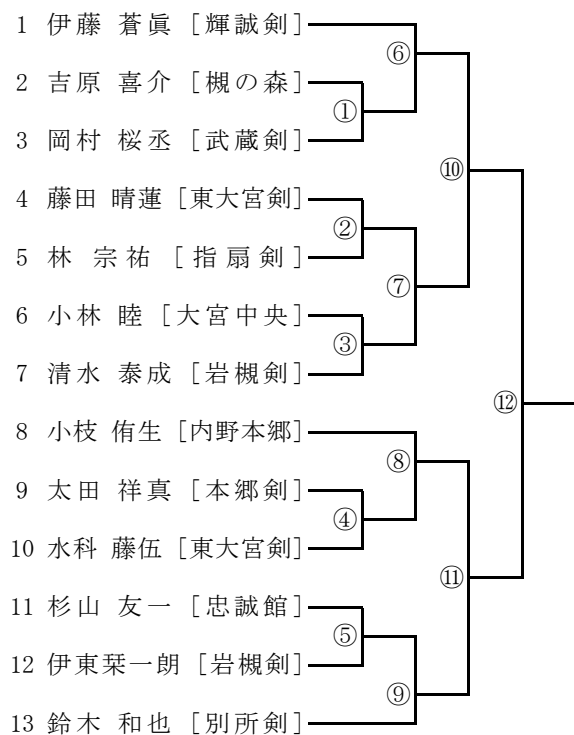 1 伊藤 蒼眞 [輝誠剣]
⑥
2 吉原 喜介 [槻の森]
①
3 岡村 桜丞 [武蔵剣]
⑩
4 藤田 晴蓮 [東大宮剣]
②
5 林 宗祐 [指扇剣]
⑦
6 小林 睦 [大宮中央]
③
7 清水 泰成 [岩槻剣]
⑫
8 小枝 侑生 [内野本郷]
⑧
9 太田 祥真 [本郷剣]
④
10 水科 藤伍 [東大宮剣]
⑪
11 杉山 友一 [忠誠館]
⑤
12 伊東栞一朗 [岩槻剣]
⑨
13 鈴木 和也 [別所剣]